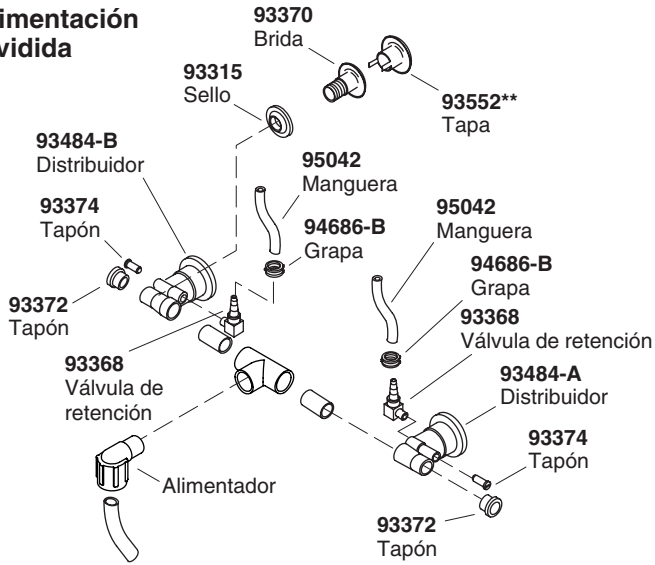 imentación
vidida
93370
Brida
93315
Sello
93552**
Tapa
93484-B
Distribuidor
95042
Manguera
93374
Tapón
95042
Manguera
94686-B
Grapa
94686-B
Grapa
93372
Tapón
93368
Válvula de retención
93368
Válvula de
retención
93484-A
Distribuidor
93374
Tapón
Alimentador
93372
Tapón